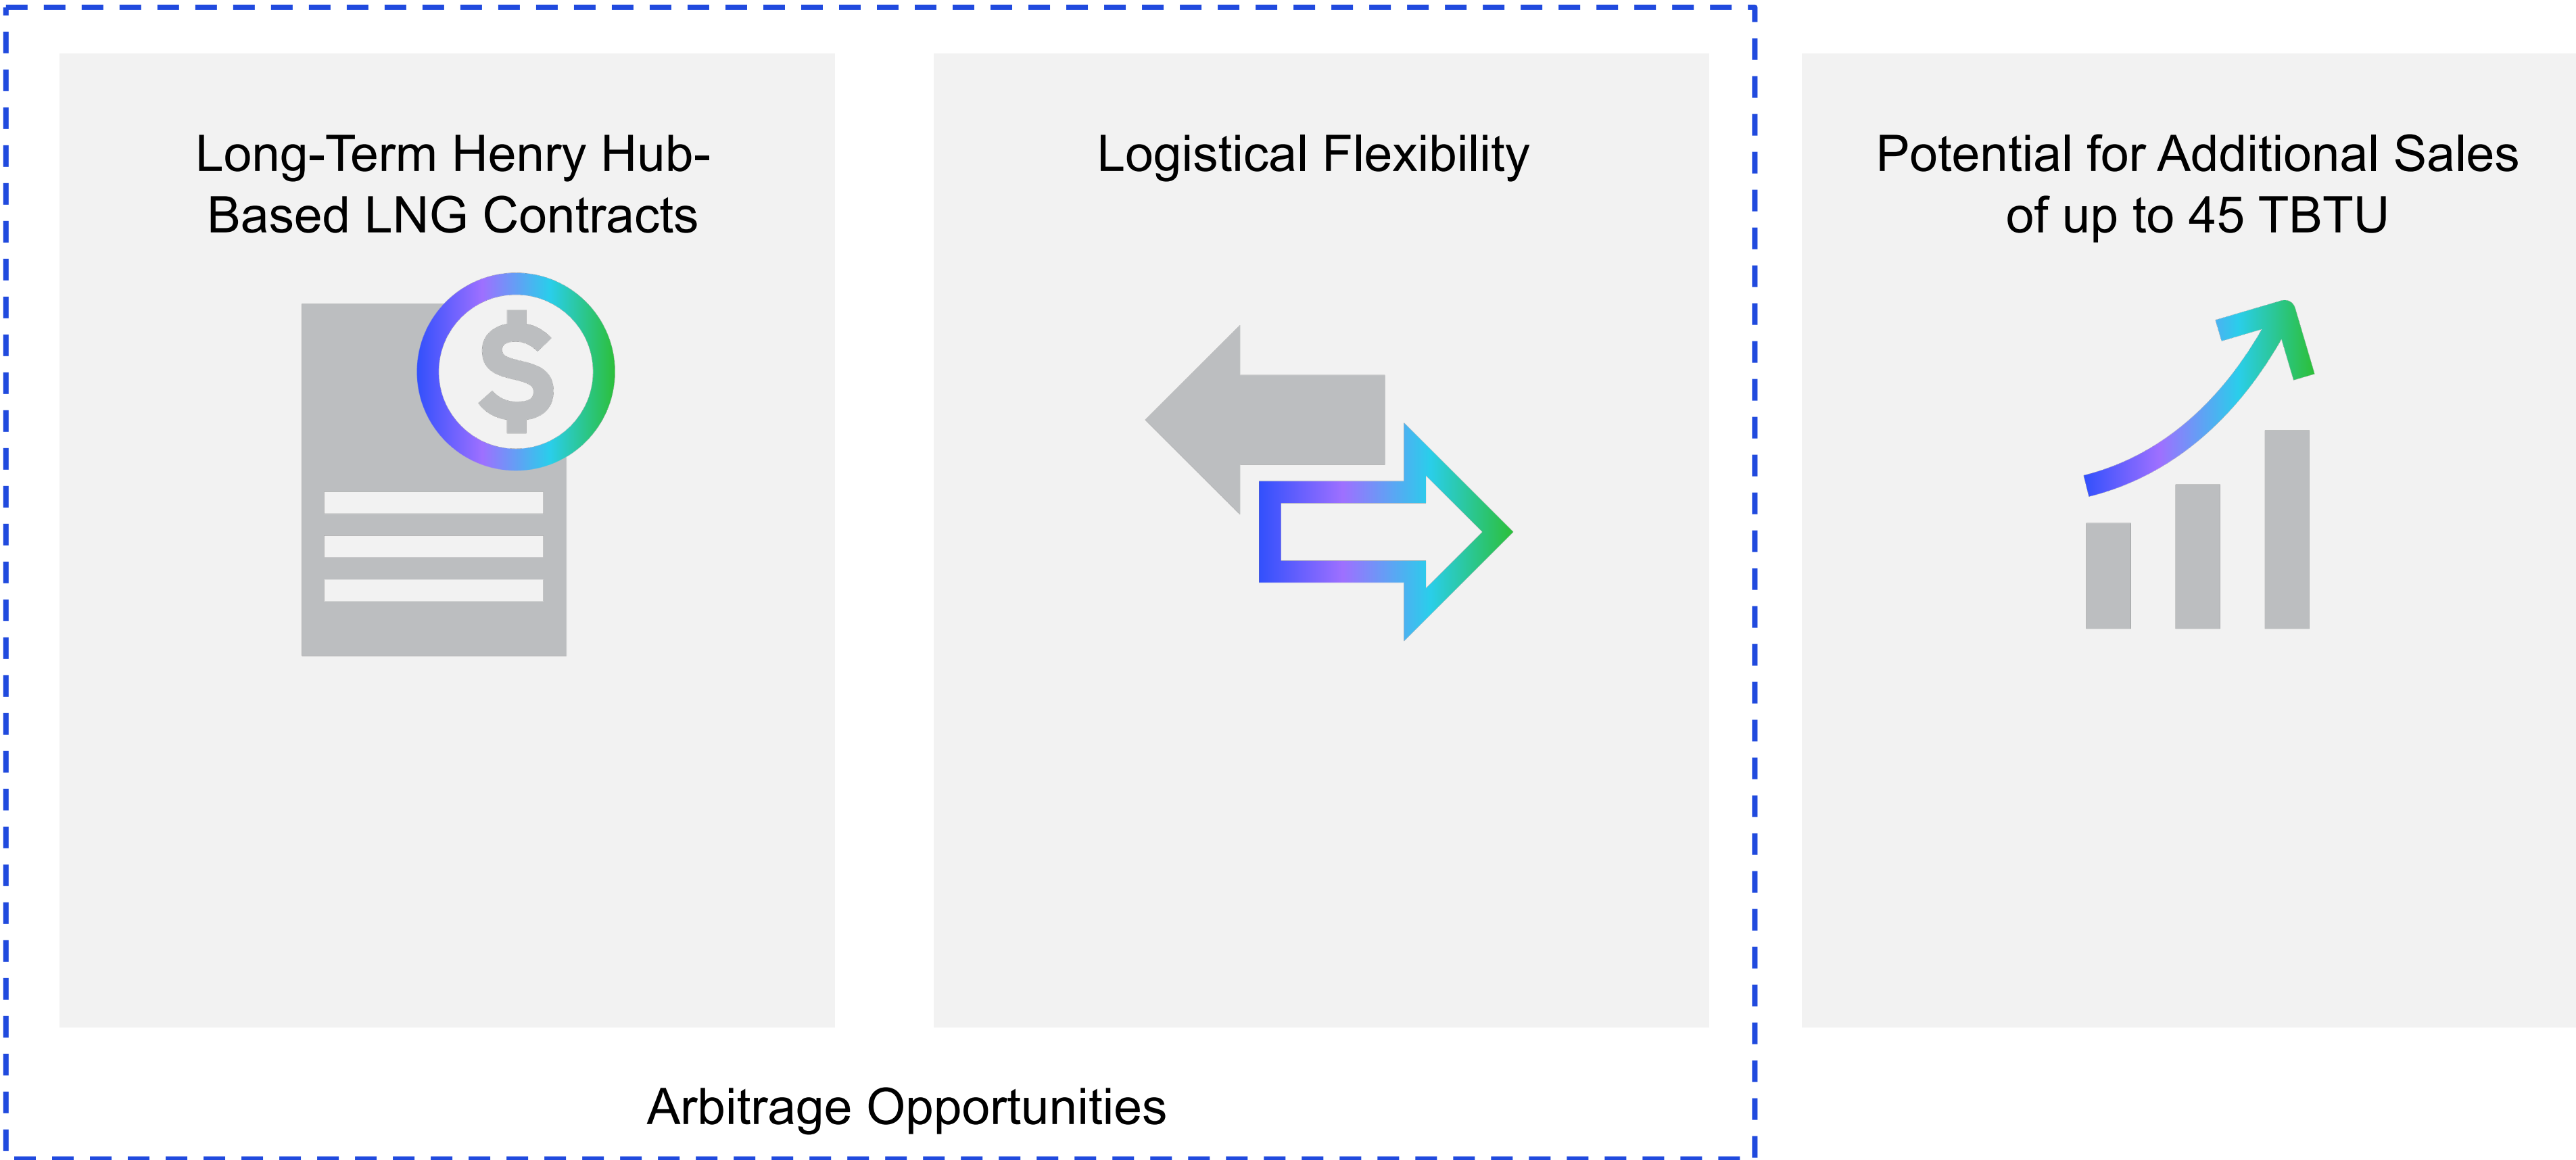 Long-Term Henry Hub-
Based LNG Contracts
Logistical Flexibility
Potential for Additional Sales
of up to 45 TBTU
$
Arbitrage Opportunities